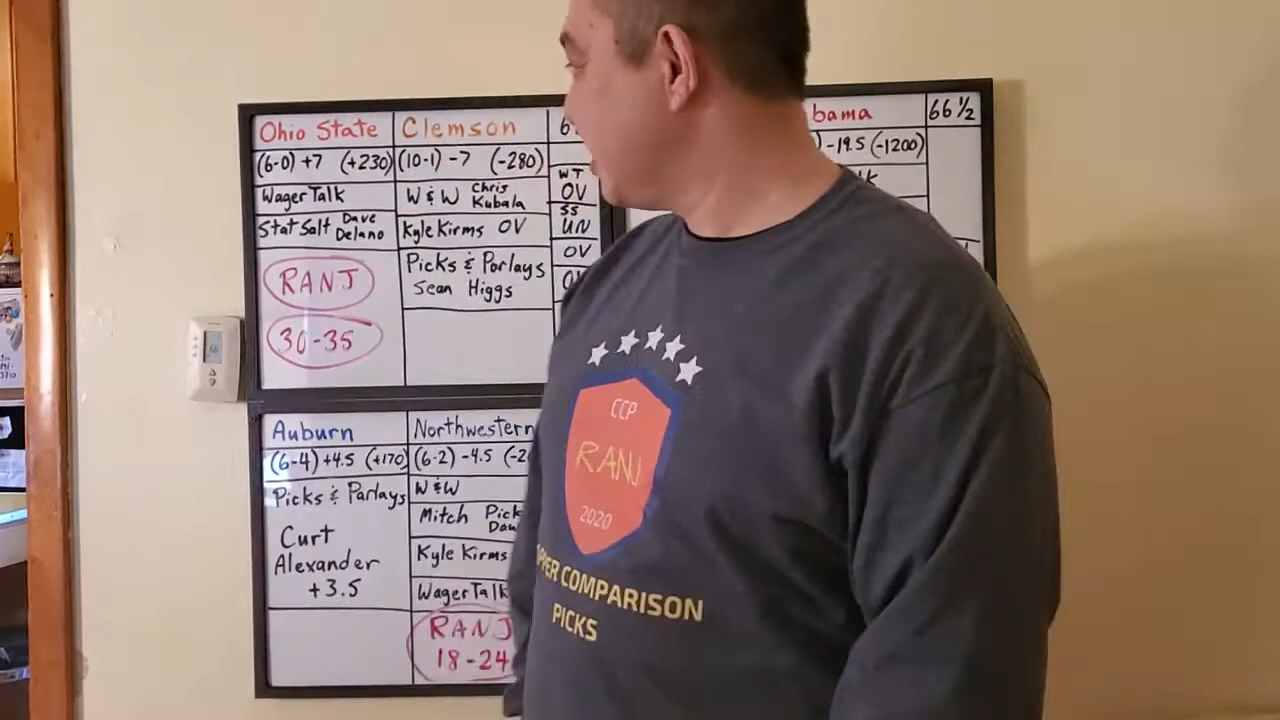 Ohio State
(6-0) +7 (+230)
WagerTalk
StatSalt Dave
Delano
RANJ
30-35
Clemson
(10-1) -7 (-280)
W & W Chris
Kubala
Kyle Kirms OV
Picks & Parlays
Sean Higgs
WT
OV
SS
UN
OV
bama
66 1/2
-19.5 (-1200)
Auburn
(6-4) +4.5 (+170)
Picks & Parlays
Curt
Alexander
+3.5
Northwestern
(6-2) -4.5
W & W
Mitch
Kyle Kirms
WagerTalk
RANJ
18-24
CCP
RANJ
2020
COMPARISON
PICKS